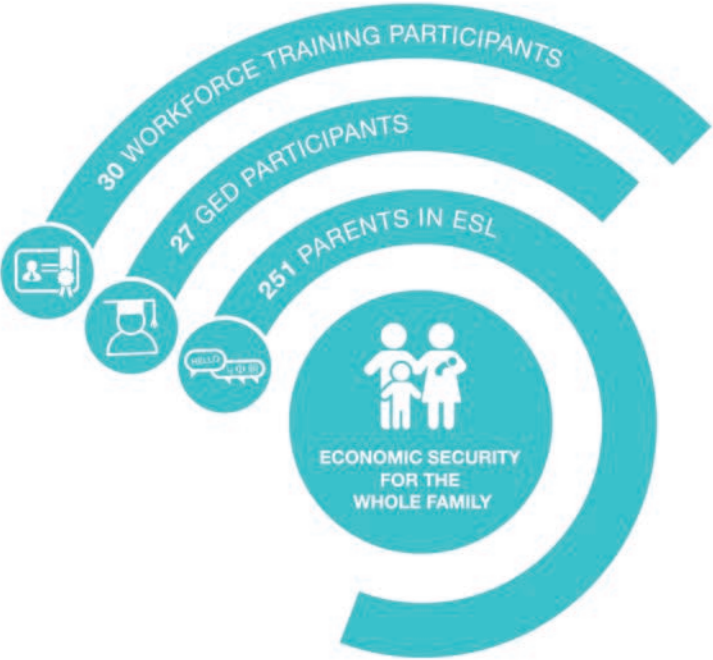 30 WORKFORCE TRAINING PARTICIPANTS
27 GED PARTICIPANTS
251 PARENTS IN ESL
HELLO
ECONOMIC SECURITY
FOR THE
WHOLE FAMILY